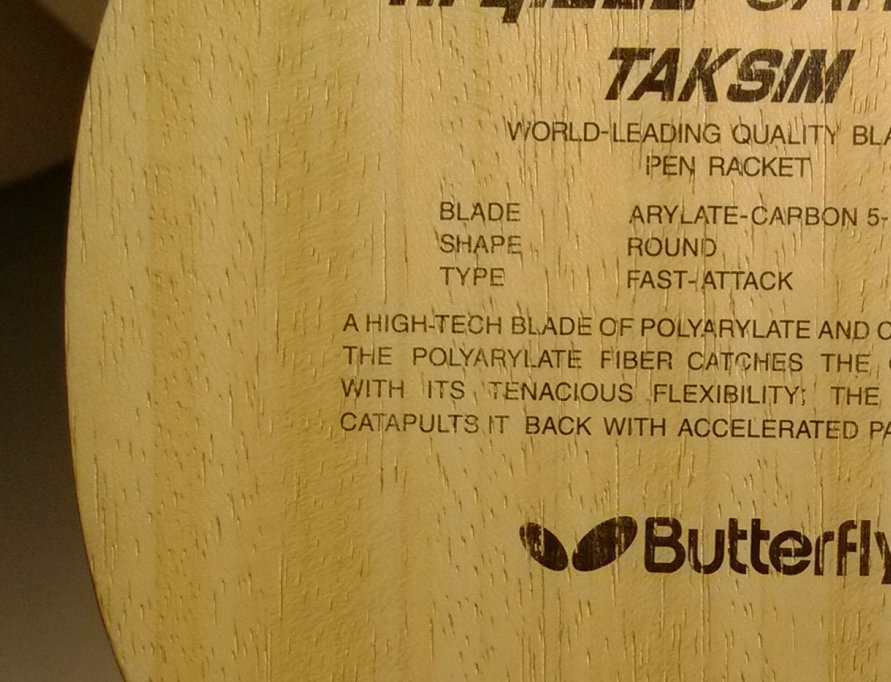 TAKSIM
WORLD-LEADING QUALITY
PEN RACKET
BLADE ARYLATE-CARBON 5-
SHAPE ROUND
TYPE FAST-ATTACK
A HIGH-TECH BLADE OF POLYARYLATE AND
THE POLYARYLATE FIBER CATCHES THE
WITH ITS TENACIOUS FLEXIBILITY; THE
CATAPULTS IT BACK WITH ACCELERATED
Butterfly